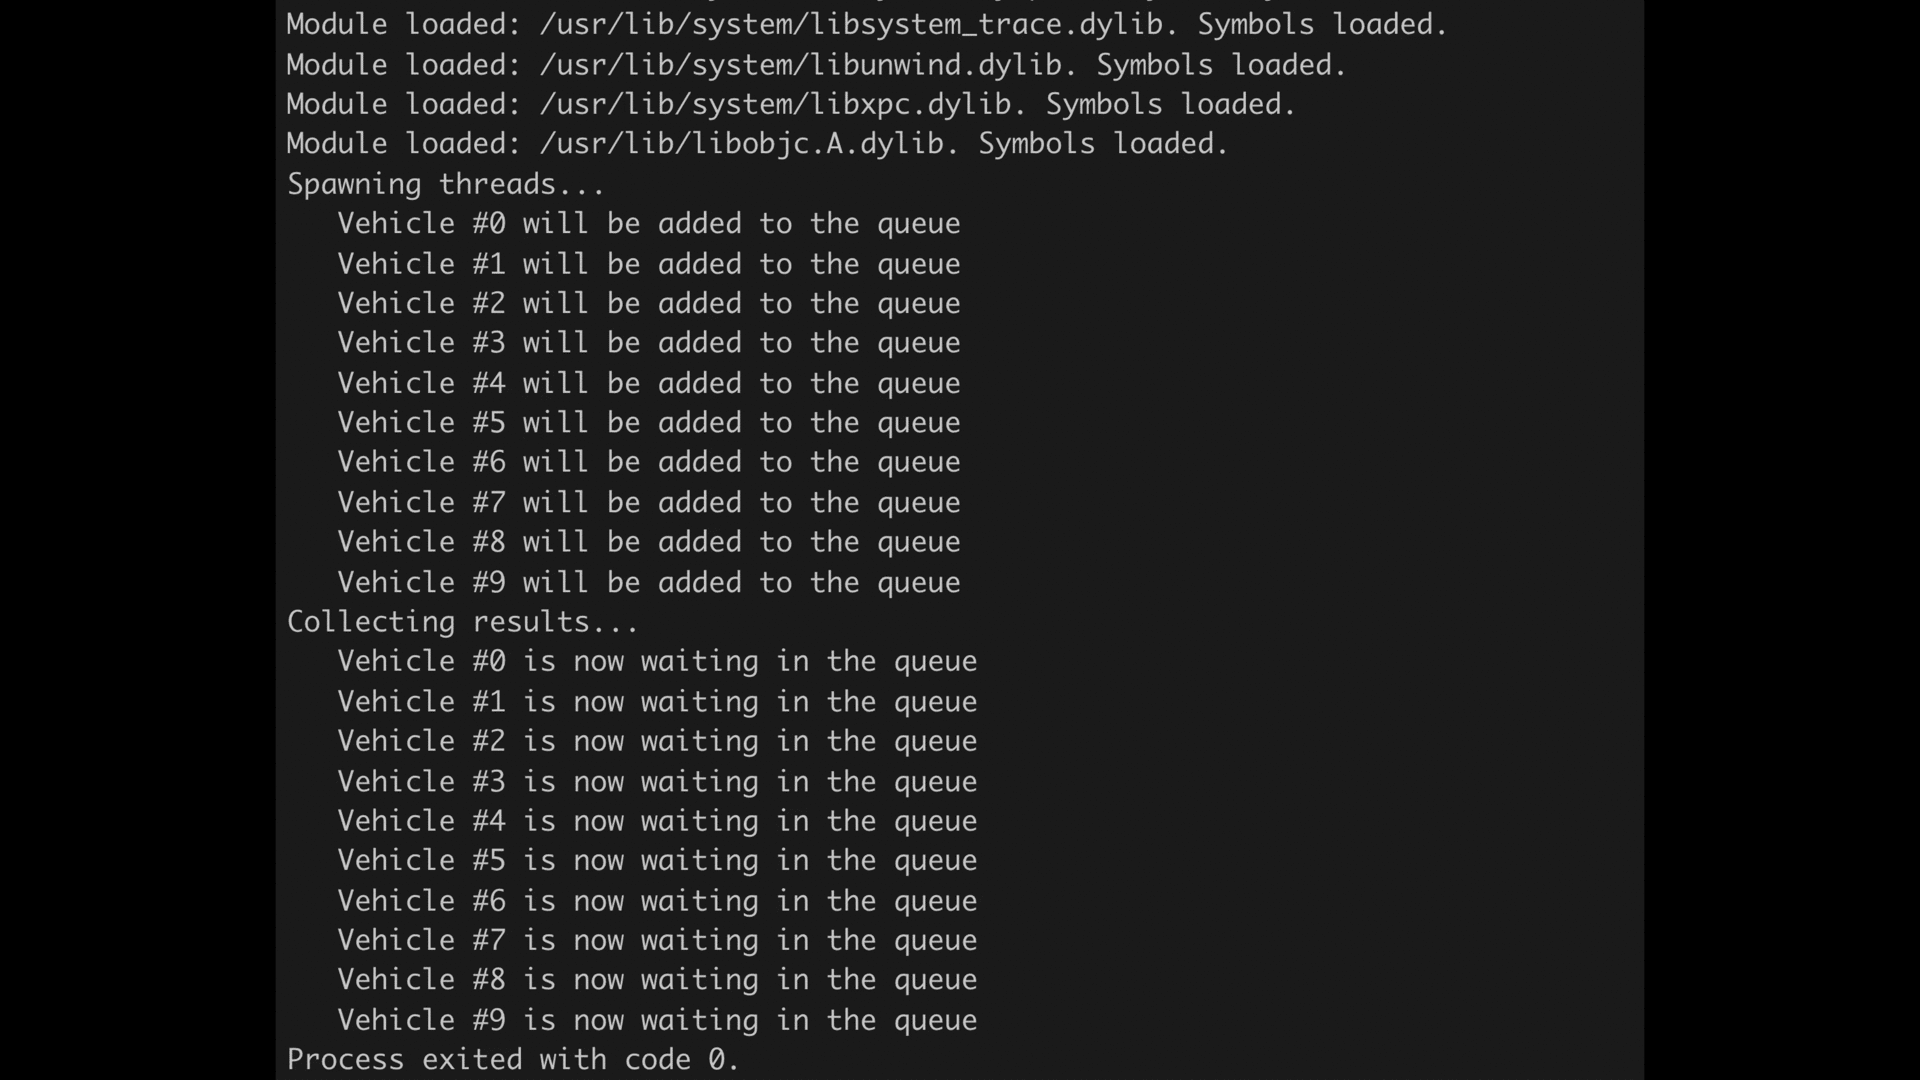 Module loaded: /usr/lib/system/libsystem_trace.dylib. Symbols loaded.
Module loaded: /usr/lib/system/libunwind.dylib. Symbols loaded.
Module loaded: /usr/lib/system/libxpc.dylib. Symbols loaded.
Module loaded: /usr/lib/libobjc.A.dylib. Symbols loaded.
Spawning threads...
   Vehicle #0 will be added to the queue
   Vehicle #1 will be added to the queue
   Vehicle #2 will be added to the queue
   Vehicle #3 will be added to the queue
   Vehicle #4 will be added to the queue
   Vehicle #5 will be added to the queue
   Vehicle #6 will be added to the queue
   Vehicle #7 will be added to the queue
   Vehicle #8 will be added to the queue
   Vehicle #9 will be added to the queue
Collecting results...
   Vehicle #0 is now waiting in the queue
   Vehicle #1 is now waiting in the queue
   Vehicle #2 is now waiting in the queue
   Vehicle #3 is now waiting in the queue
   Vehicle #4 is now waiting in the queue
   Vehicle #5 is now waiting in the queue
   Vehicle #6 is now waiting in the queue
   Vehicle #7 is now waiting in the queue
   Vehicle #8 is now waiting in the queue
   Vehicle #9 is now waiting in the queue
Process exited with code 0.